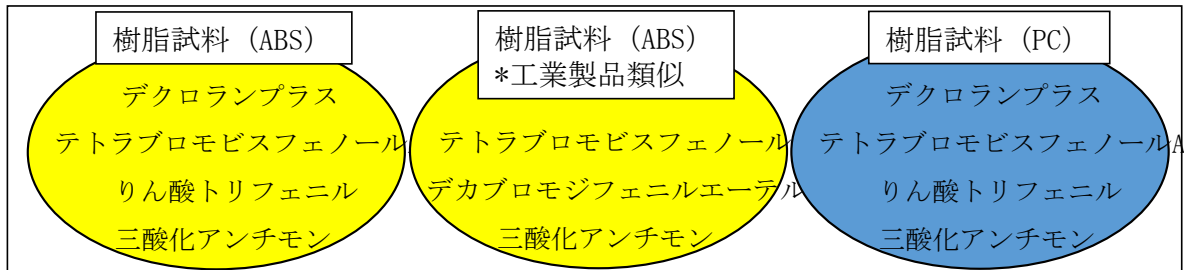 樹脂試料 (ABS)
デクロランプラス
テトラブロモビスフェノール
りん酸トリフェニル
三酸化アンチモン
樹脂試料 (ABS)
*工業製品類似
テトラブロモビスフェノール
デカブロモジフェニルエーテル
三酸化アンチモン
樹脂試料 (PC)
デクロランプラス
テトラブロモビスフェノールA
りん酸トリフェニル
三酸化アンチモン